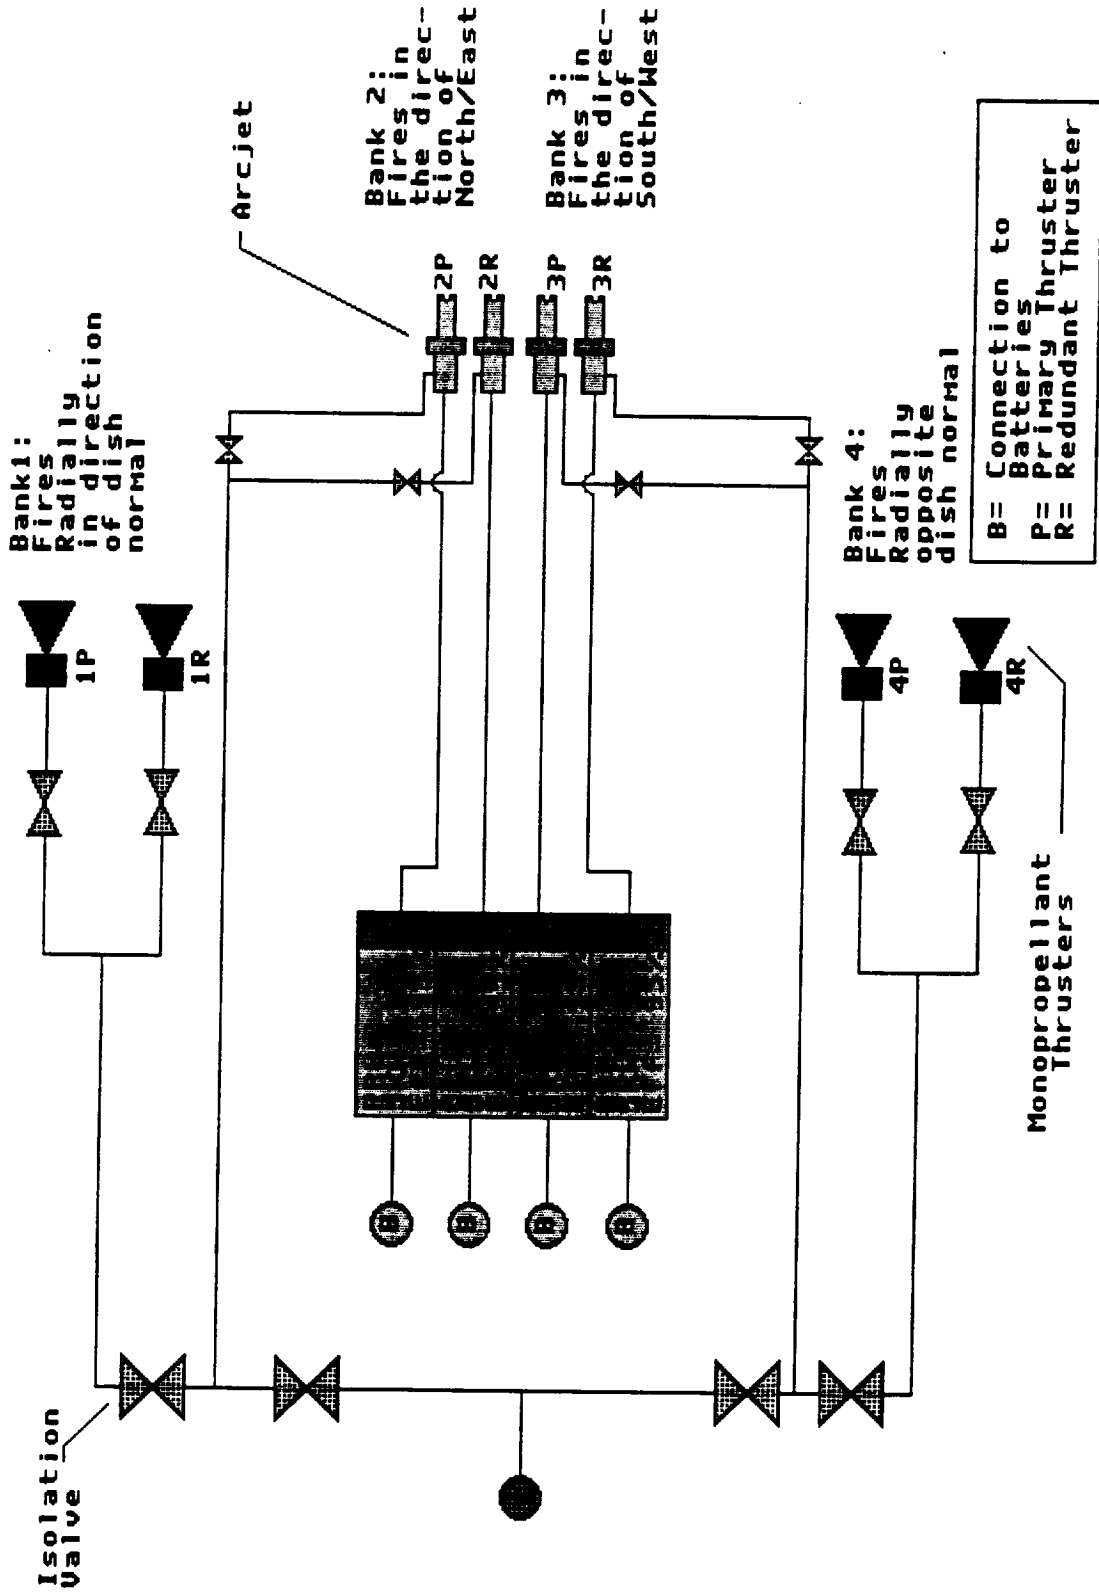 Isolation
Valve
Bank1:
Fires
Radially
in direction
of dish
normal
1P
1R
Arcjet
Bank 2:
Fires in
the direc-
tion of
North/East
2P
2R
Bank 3:
Fires in
the direc-
tion of
South/West
3P
3R
B
B
B
B
Bank 4:
Fires
Radially
opposite
dish normal
4P
4R
Monopropellant
Thrusters
B= Connection to
Batteries
P= Primary Thruster
R= Redundant Thruster